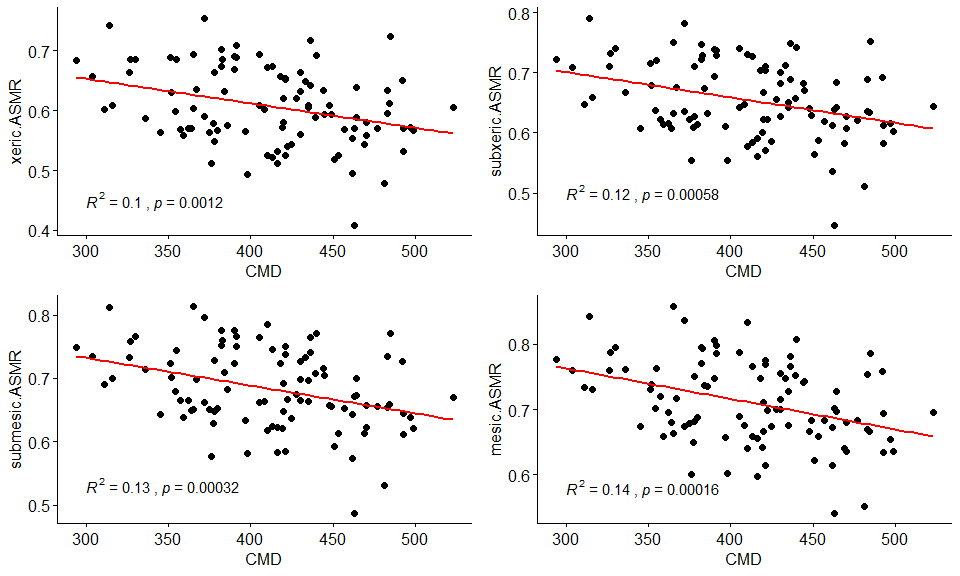 xeric.ASMR
0.7
0.6
0.5
0.4
R² = 0.1 , p = 0.0012
300 350 400 450 500
CMD
subxeric.ASMR
0.8
0.7
0.6
0.5
R² = 0.12 , p = 0.00058
300 350 400 450 500
CMD
submesic.ASMR
0.8
0.7
0.6
0.5
R² = 0.13 , p = 0.00032
300 350 400 450 500
CMD
mesic.ASMR
0.8
0.7
0.6
R² = 0.14 , p = 0.00016
300 350 400 450 500
CMD